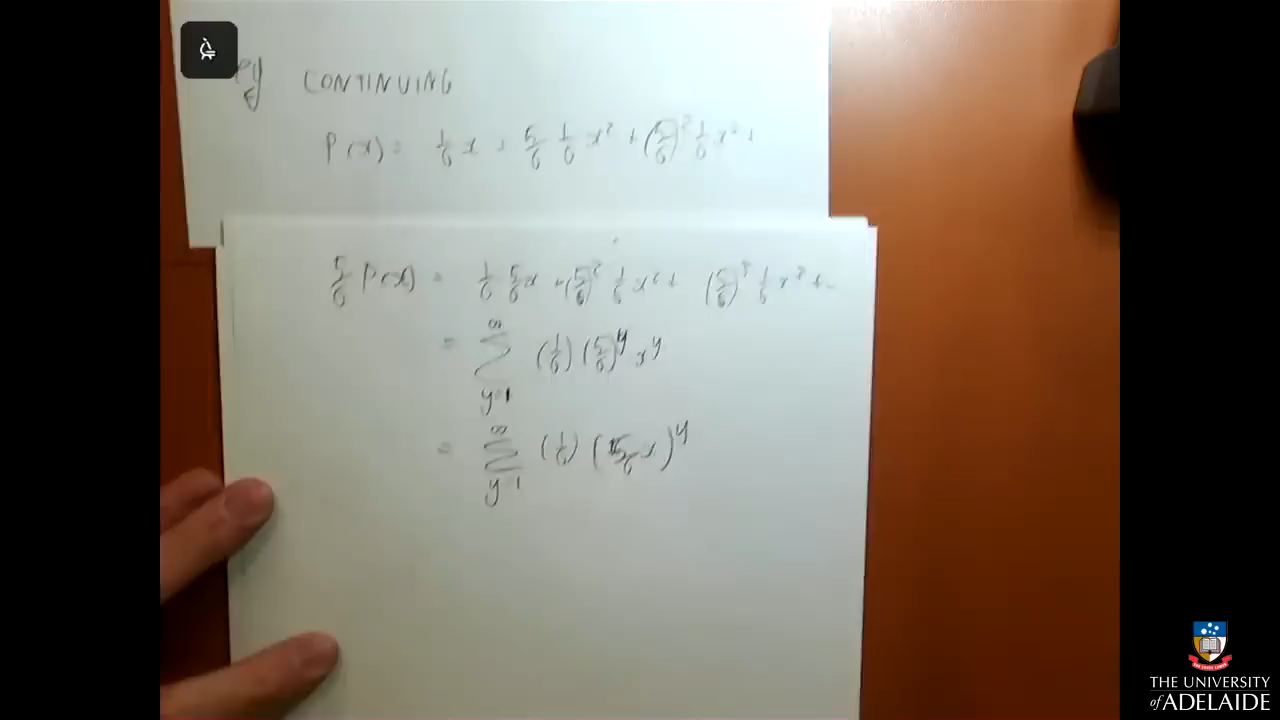 eg CONTINUING
P(x) = 1/6 x + 5/6 1/6 x² + (5/6)² 1/6 x³ +
5/6 P(x) = 1/6 5/6 x + (5/6)² 1/6 x² + (5/6)³ 1/6 x³ + ..
= ∞ Σ y=1 (1/6) (5/6)^y x^y
= ∞ Σ y=1 (1/6) (5/6 x)^y
THE UNIVERSITY
of ADELAIDE